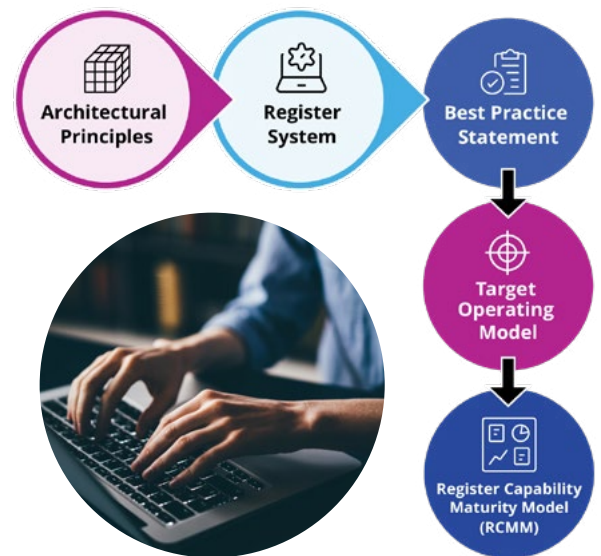 Architectural
Principles
Register
System
Best Practice
Statement
Target
Operating
Model
Register Capability
Maturity Model
(RCMM)